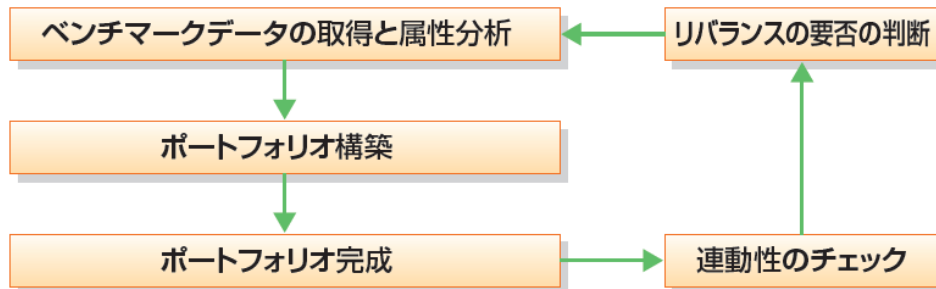 ベンチマークデータの取得と属性分析
リバランスの要否の判断
ポートフォリオ構築
ポートフォリオ完成
連動性のチェック